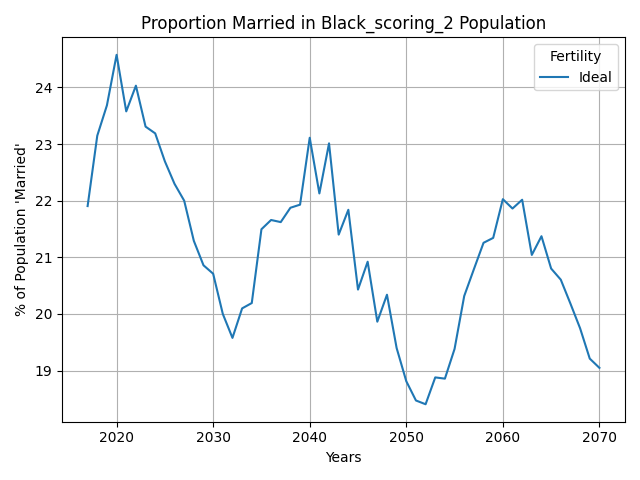 Proportion Married in Black_scoring_2 Population
Fertility
Ideal
% of Population 'Married'
24
23
22
21
20
19
2020 2030 2040 2050 2060 2070
Years